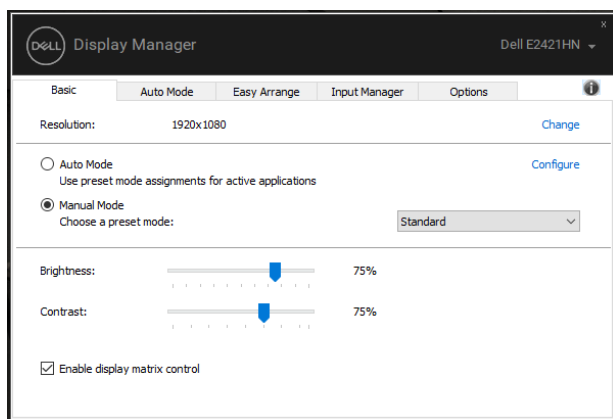 x
DELL Display Manager Dell E2421HN
Basic Auto Mode Easy Arrange Input Manager Options i
Resolution: 1920x1080 Change
Auto Mode Configure
Use preset mode assignments for active applications
Manual Mode
Choose a preset mode: Standard
Brightness: 75%
Contrast: 75%
Enable display matrix control